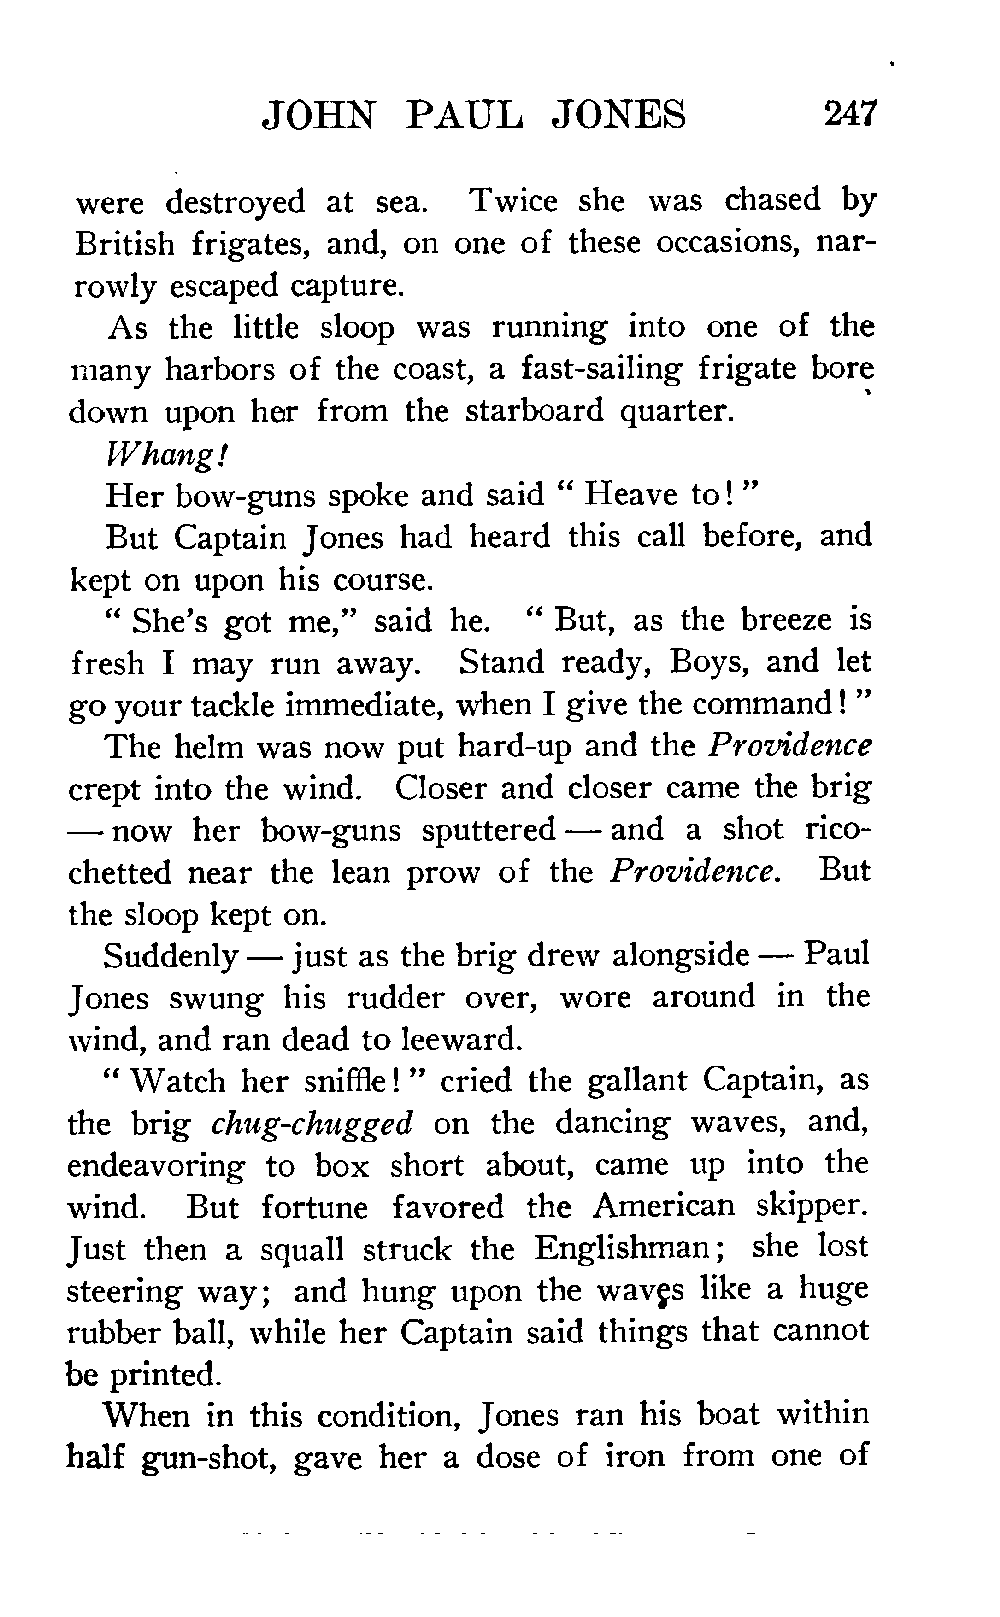 JOHN PAUL JONES 247
were destroyed at sea. Twice she was chased by
British frigates, and, on one of these occasions, nar-
rowly escaped capture.
As the little sloop was running into one of the
many harbors of the coast, a fast-sailing frigate bore
down upon her from the starboard quarter.
Whang!
Her bow-guns spoke and said “ Heave to! ”
But Captain Jones had heard this call before, and
kept on upon his course.
“ She’s got me,” said he. “ But, as the breeze is
fresh I may run away. Stand ready, Boys, and let
go your tackle immediate, when I give the command! ”
The helm was now put hard-up and the Providence
crept into the wind. Closer and closer came the brig
— now her bow-guns sputtered — and a shot rico-
chetted near the lean prow of the Providence. But
the sloop kept on.
Suddenly — just as the brig drew alongside — Paul
Jones swung his rudder over, wore around in the
wind, and ran dead to leeward.
“ Watch her sniffle! ” cried the gallant Captain, as
the brig chug-chugged on the dancing waves, and,
endeavoring to box short about, came up into the
wind. But fortune favored the American skipper.
Just then a squall struck the Englishman; she lost
steering way; and hung upon the waves like a huge
rubber ball, while her Captain said things that cannot
be printed.
When in this condition, Jones ran his boat within
half gun-shot, gave her a dose of iron from one of